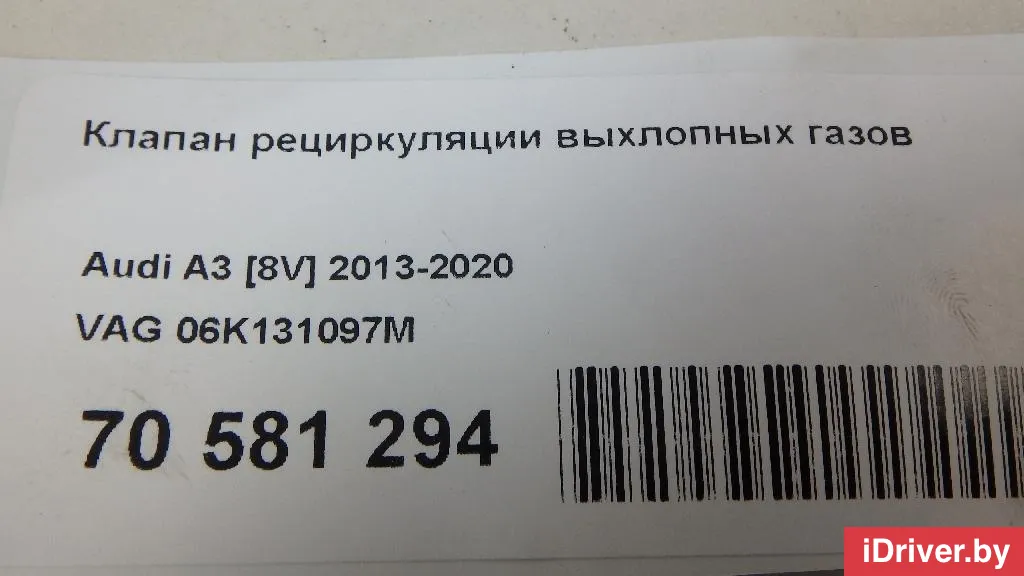 Клапан рециркуляции выхлопных газов
Audi A3 [8V] 2013-2020
VAG 06K131097M
70 581 294
iDriver.by